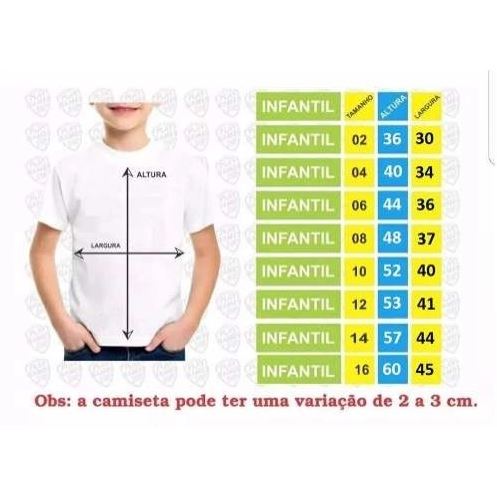 INFANTIL TAMANHO ALTURA LARGURA
INFANTIL 02 36 30
INFANTIL 04 40 34
INFANTIL 06 44 36
INFANTIL 08 48 37
INFANTIL 10 52 40
INFANTIL 12 53 41
INFANTIL 14 57 44
INFANTIL 16 60 45
ALTURA
LARGURA
Obs: a camiseta pode ter uma variação de 2 a 3 cm.